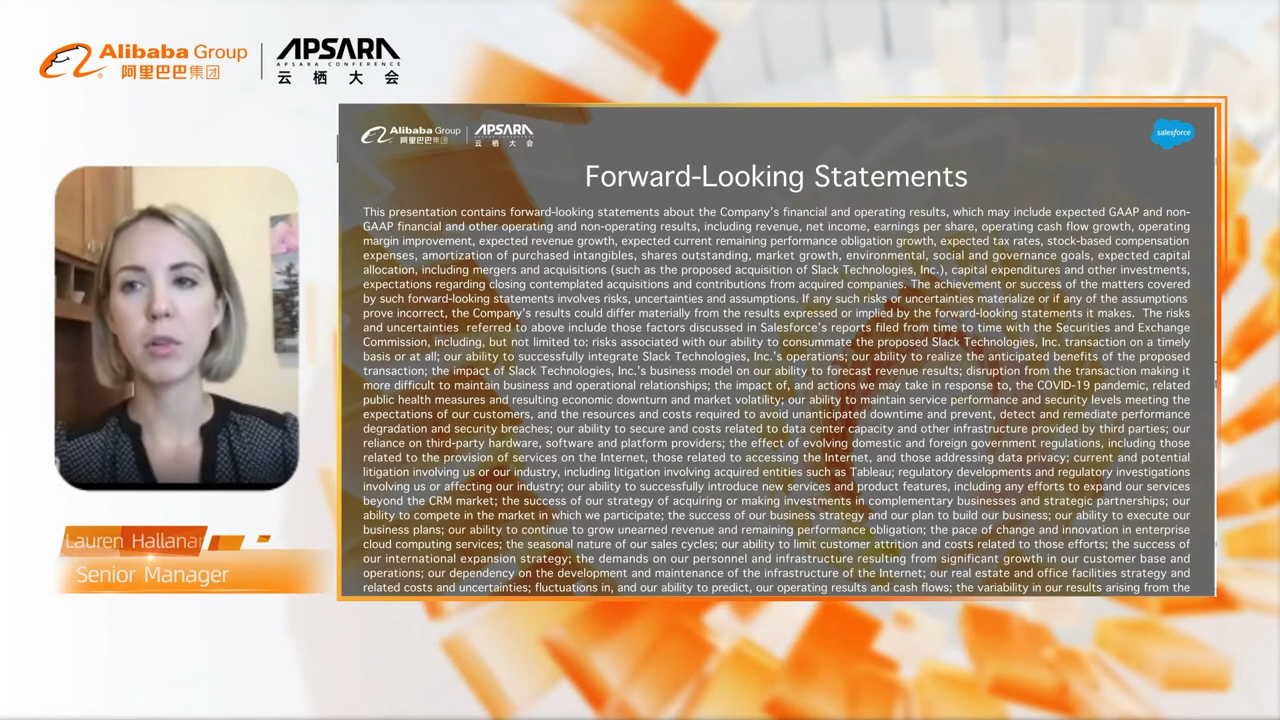 Alibaba Group
阿里巴巴集团
APSARA
APSARA CONFERENCE
云栖大会
Alibaba Group
阿里巴巴集团
APSARA
APSARA CONFERENCE
云栖大会
salesforce
Forward-Looking Statements
This presentation contains forward-looking statements about the Company's financial and operating results, which may include expected GAAP and non-
GAAP financial and other operating and non-operating results, including revenue, net income, earnings per share, operating cash flow growth, operating
margin improvement, expected revenue growth, expected current remaining performance obligation growth, expected tax rates, stock-based compensation
expenses, amortization of purchased intangibles, shares outstanding, market growth, environmental, social and governance goals, expected capital
allocation, including mergers and acquisitions (such as the proposed acquisition of Slack Technologies, Inc.), capital expenditures and other investments,
expectations regarding closing contemplated acquisitions and contributions from acquired companies. The achievement or success of the matters covered
by such forward-looking statements involves risks, uncertainties and assumptions. If any such risks or uncertainties materialize or if any of the assumptions
prove incorrect, the Company's results could differ materially from the results expressed or implied by the forward-looking statements it makes. The risks
and uncertainties referred to above include those factors discussed in Salesforce's reports filed from time to time with the Securities and Exchange
Commission, including, but not limited to: risks associated with our ability to consummate the proposed Slack Technologies, Inc. transaction on a timely
basis or at all; our ability to successfully integrate Slack Technologies, Inc.'s operations; our ability to realize the anticipated benefits of the proposed
transaction; the impact of Slack Technologies, Inc.'s business model on our ability to forecast revenue results; disruption from the transaction making it
more difficult to maintain business and operational relationships; the impact of, and actions we may take in response to, the COVID-19 pandemic, related
public health measures and resulting economic downturn and market volatility; our ability to maintain service performance and security levels meeting the
expectations of our customers, and the resources and costs required to avoid unanticipated downtime and prevent, detect and remediate performance
degradation and security breaches; our ability to secure and costs related to data center capacity and other infrastructure provided by third parties; our
reliance on third-party hardware, software and platform providers; the effect of evolving domestic and foreign government regulations, including those
related to the provision of services on the Internet, those related to accessing the Internet, and those addressing data privacy; current and potential
litigation involving us or our industry, including litigation involving acquired entities such as Tableau; regulatory developments and regulatory investigations
involving us or affecting our industry; our ability to successfully introduce new services and product features, including any efforts to expand our services
beyond the CRM market; the success of our strategy of acquiring or making investments in complementary businesses and strategic partnerships; our
ability to compete in the market in which we participate; the success of our business strategy and our plan to build our business; our ability to execute our
business plans; our ability to continue to grow unearned revenue and remaining performance obligation; the pace of change and innovation in enterprise
cloud computing services; the seasonal nature of our sales cycles; our ability to limit customer attrition and costs related to those efforts; the success of
our international expansion strategy; the demands on our personnel and infrastructure resulting from significant growth in our customer base and
operations; our dependency on the development and maintenance of the infrastructure of the Internet; our real estate and office facilities strategy and
related costs and uncertainties; fluctuations in, and our ability to predict, our operating results and cash flows; the variability in our results arising from the
Lauren Hallanan
Senior Manager